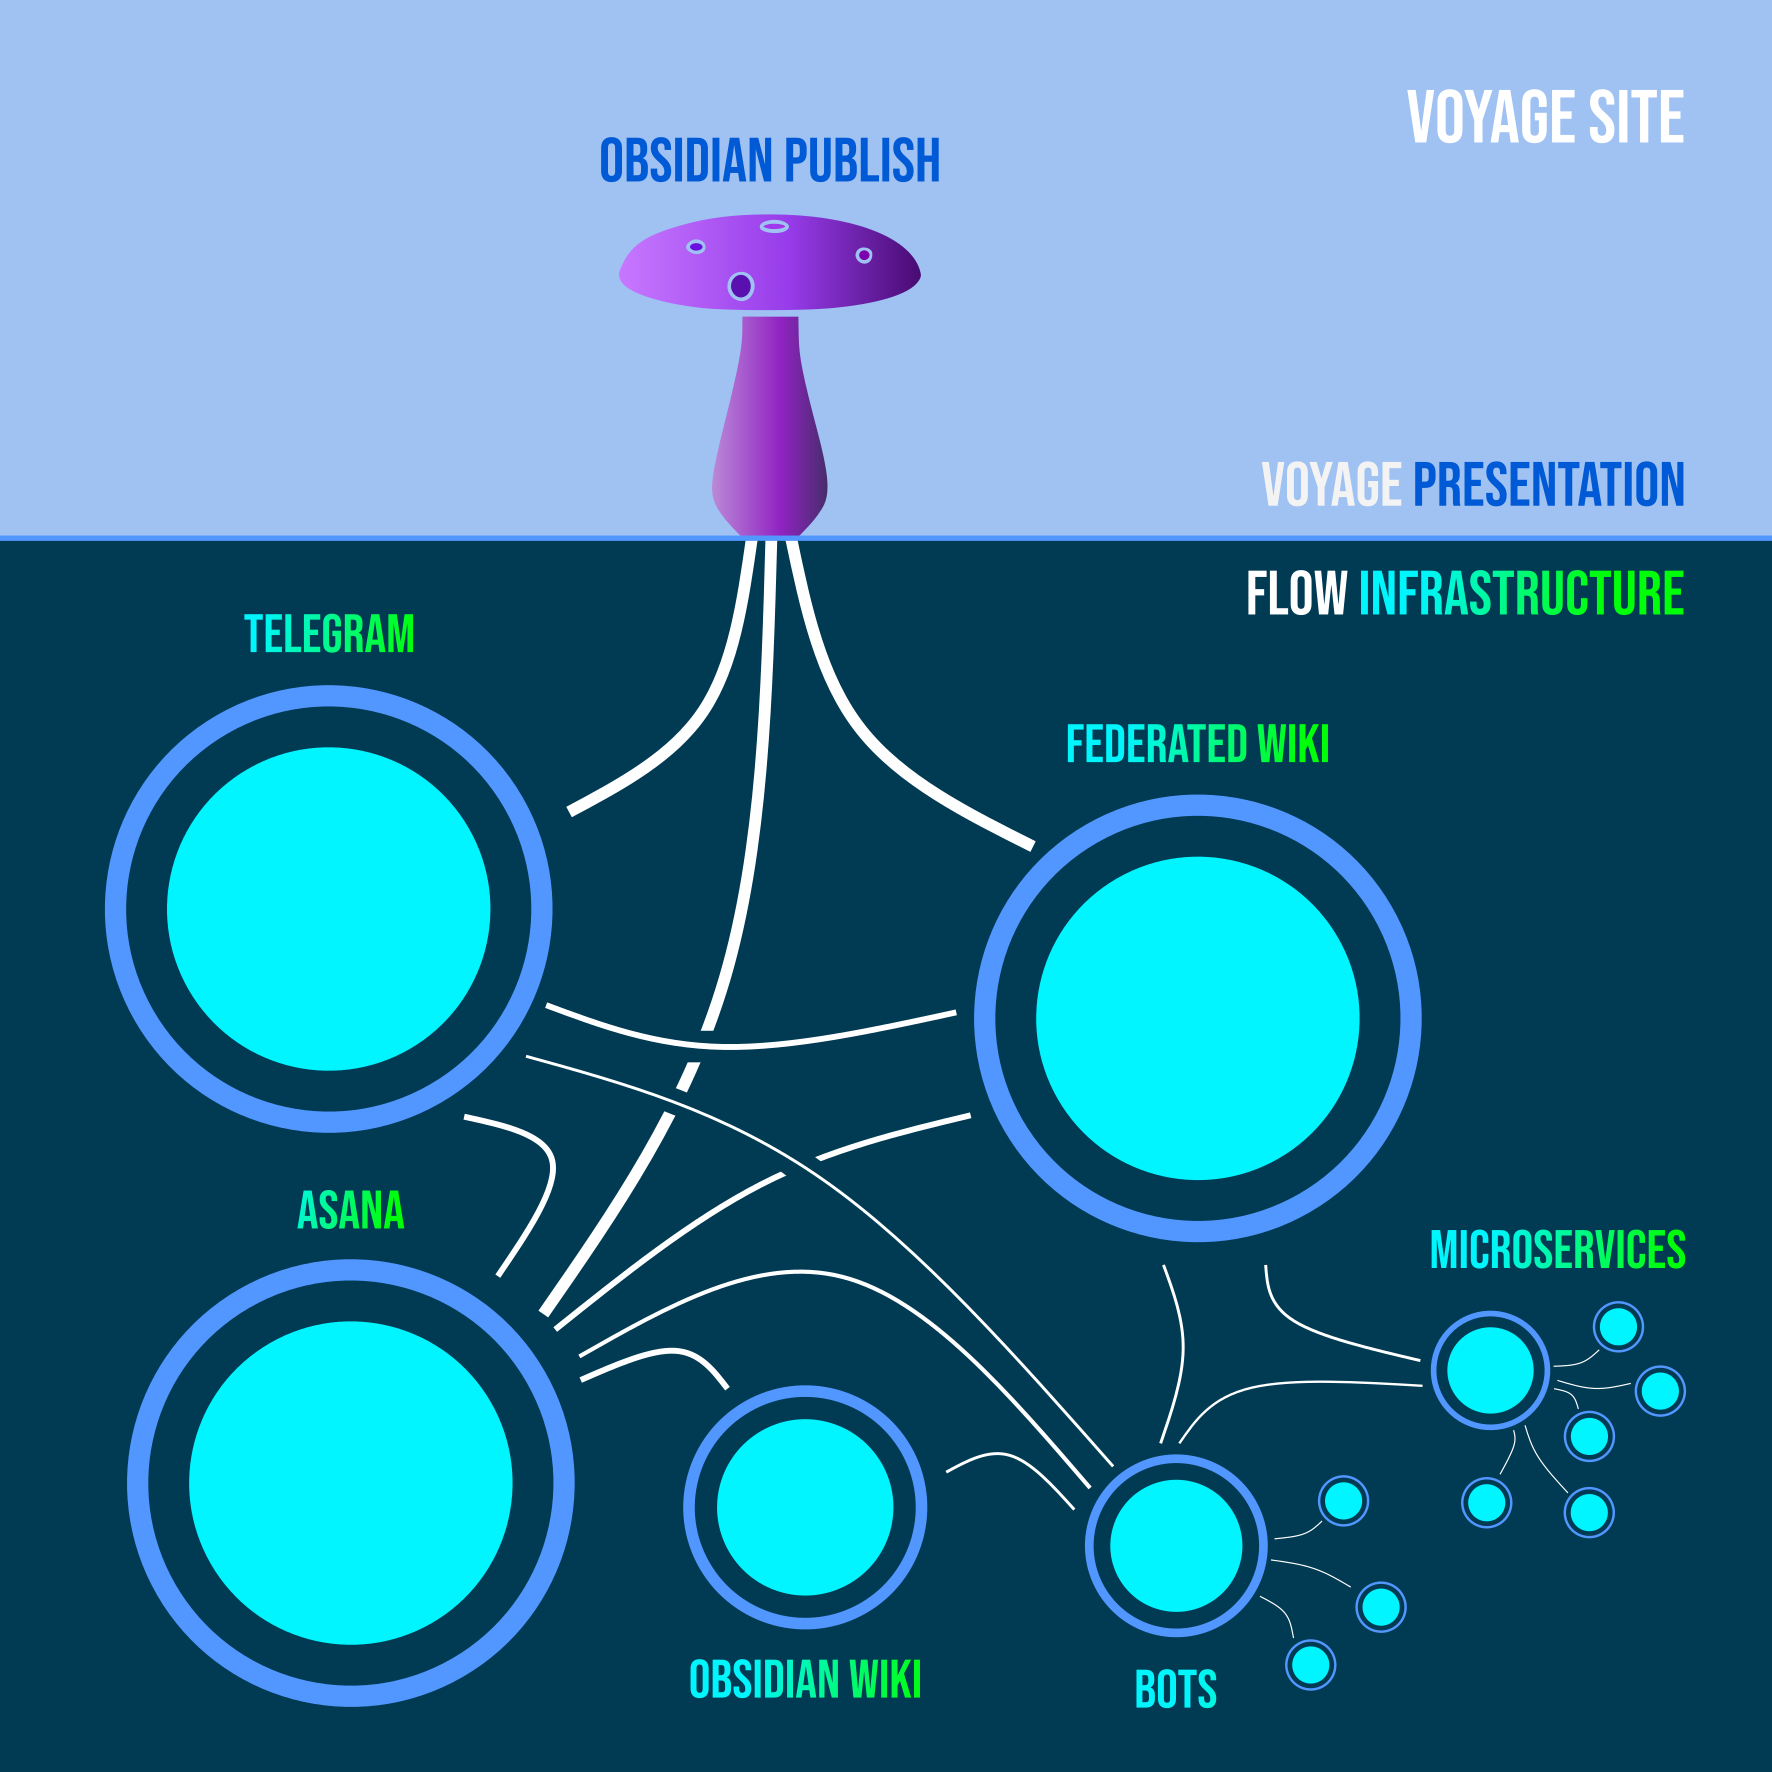 VOYAGE SITE
OBSIDIAN PUBLISH
VOYAGE PRESENTATION
FLOW INFRASTRUCTURE
TELEGRAM
FEDERATED WIKI
ASANA
MICROSERVICES
OBSIDIAN WIKI
BOTS